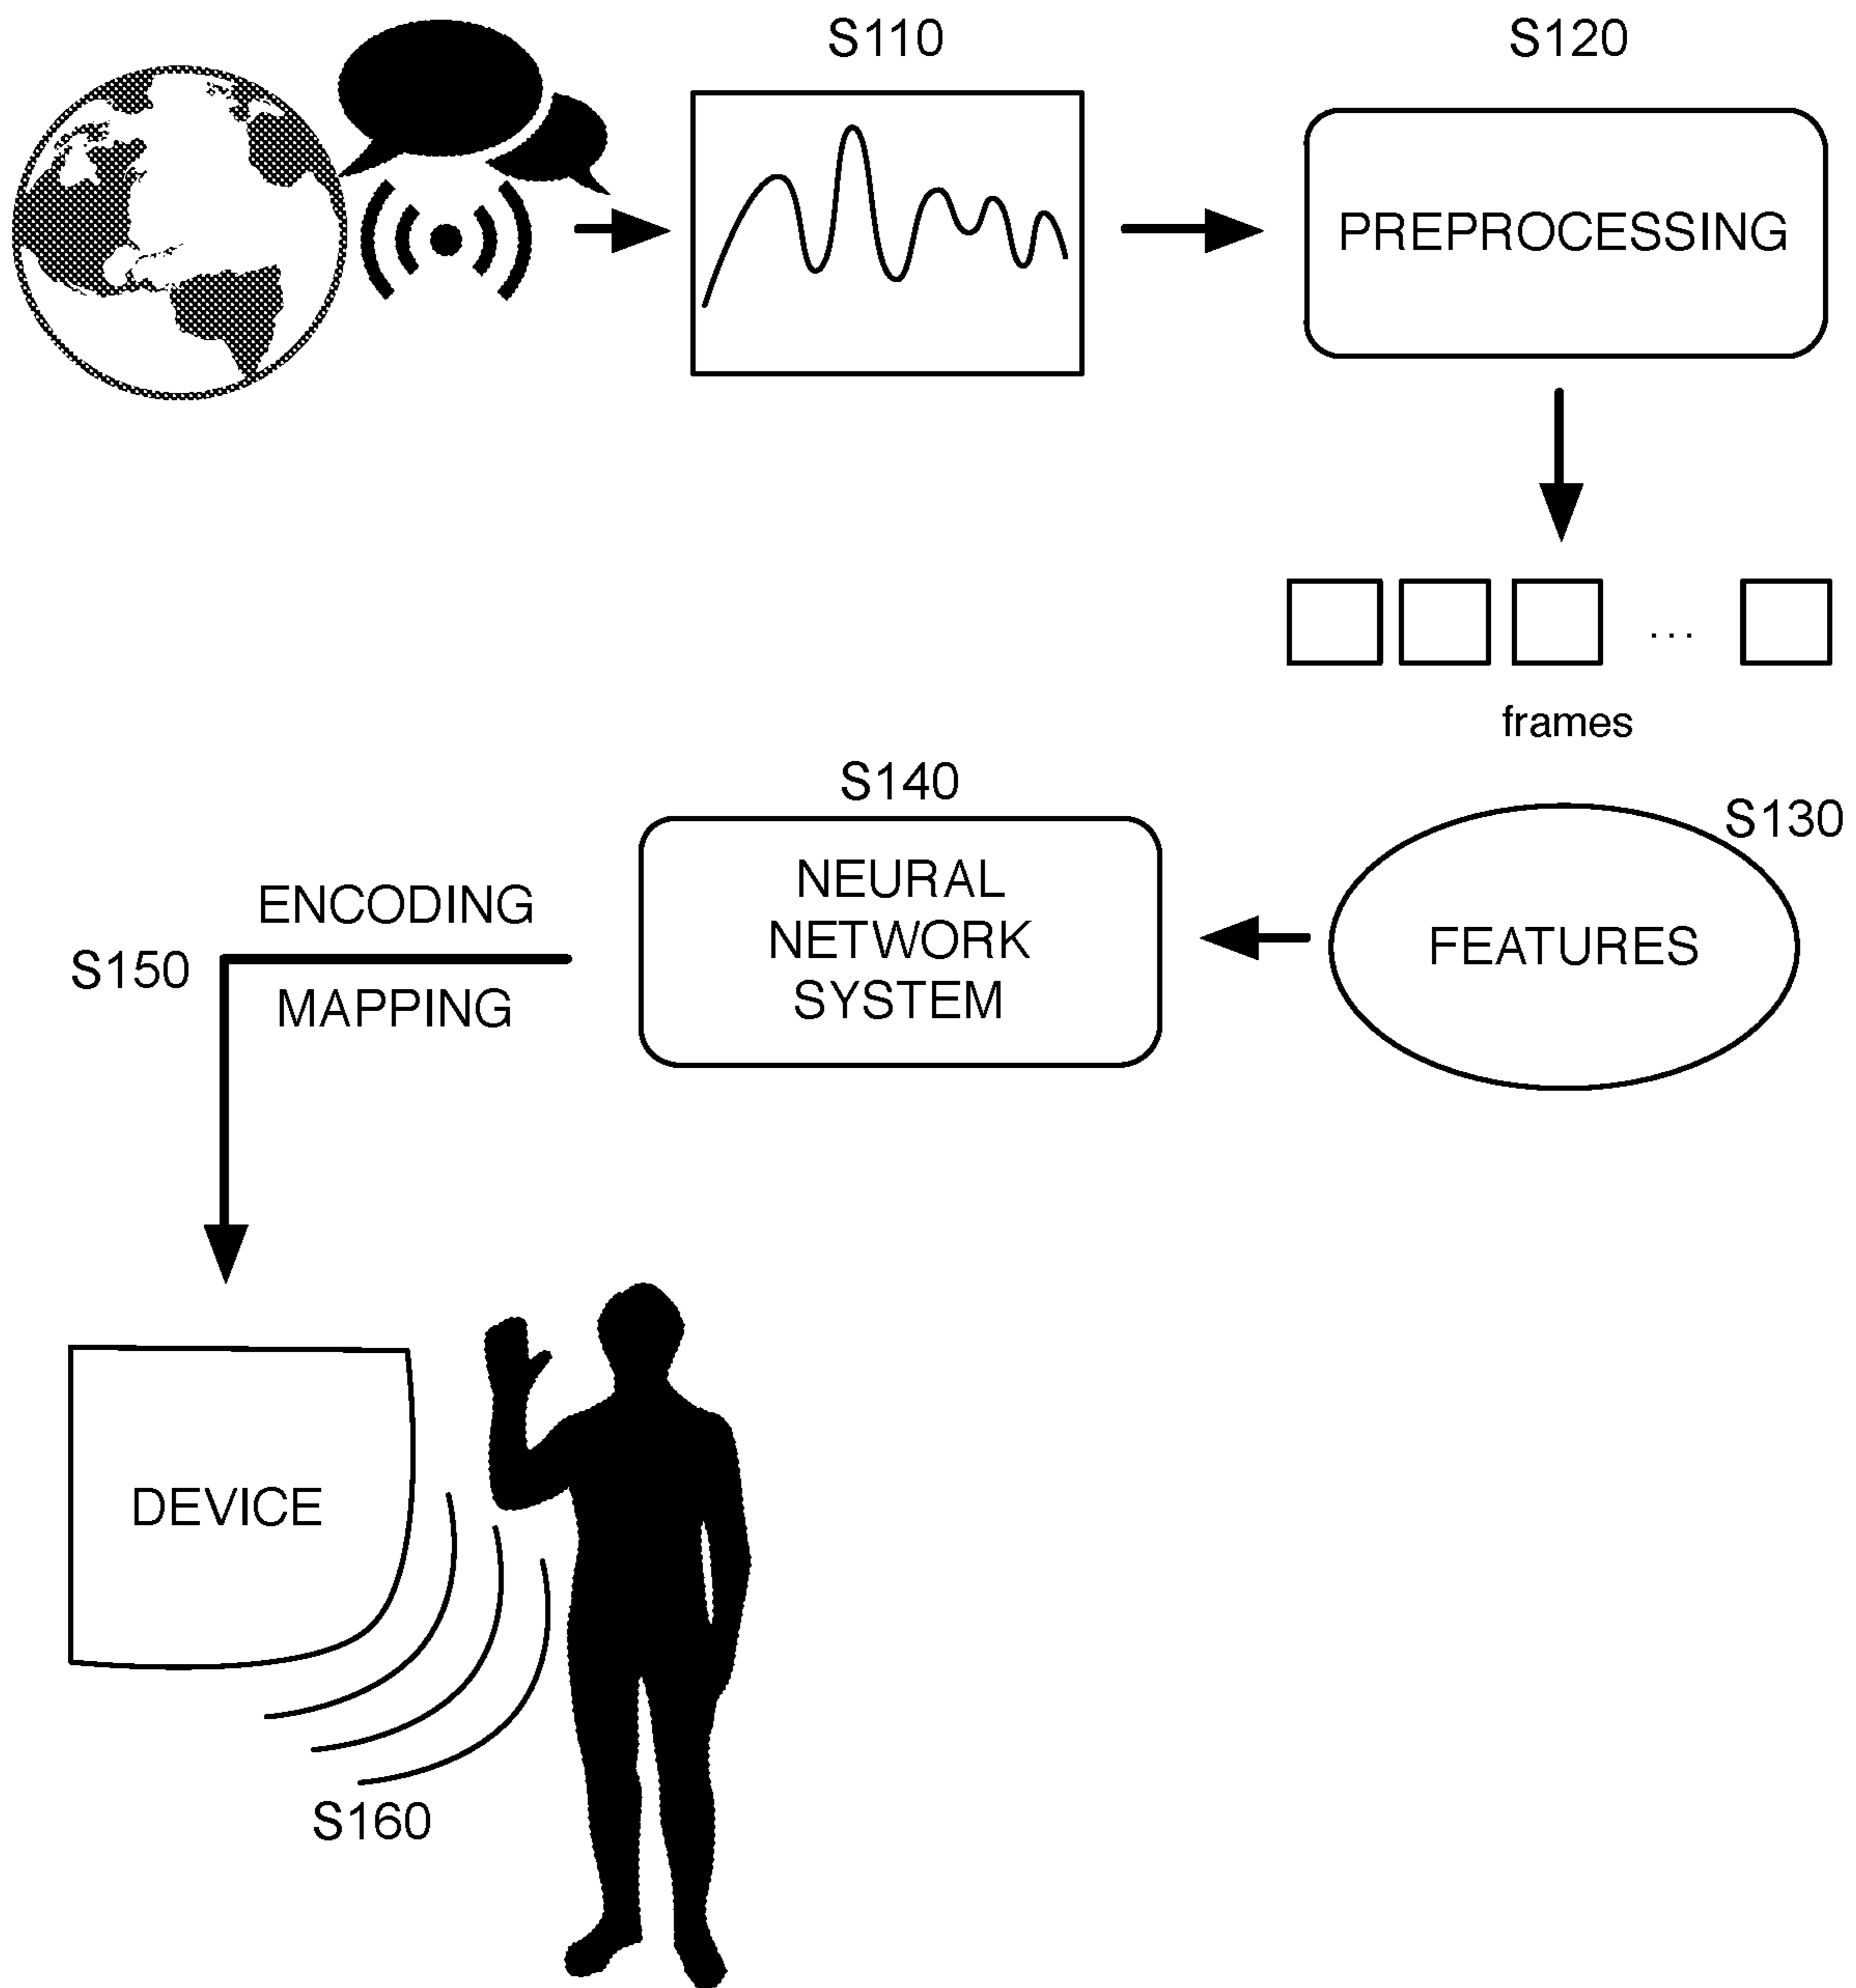 S110
S120
PREPROCESSING
...
frames
S130
FEATURES
S140
NEURAL
NETWORK
SYSTEM
ENCODING
S150
MAPPING
DEVICE
S160